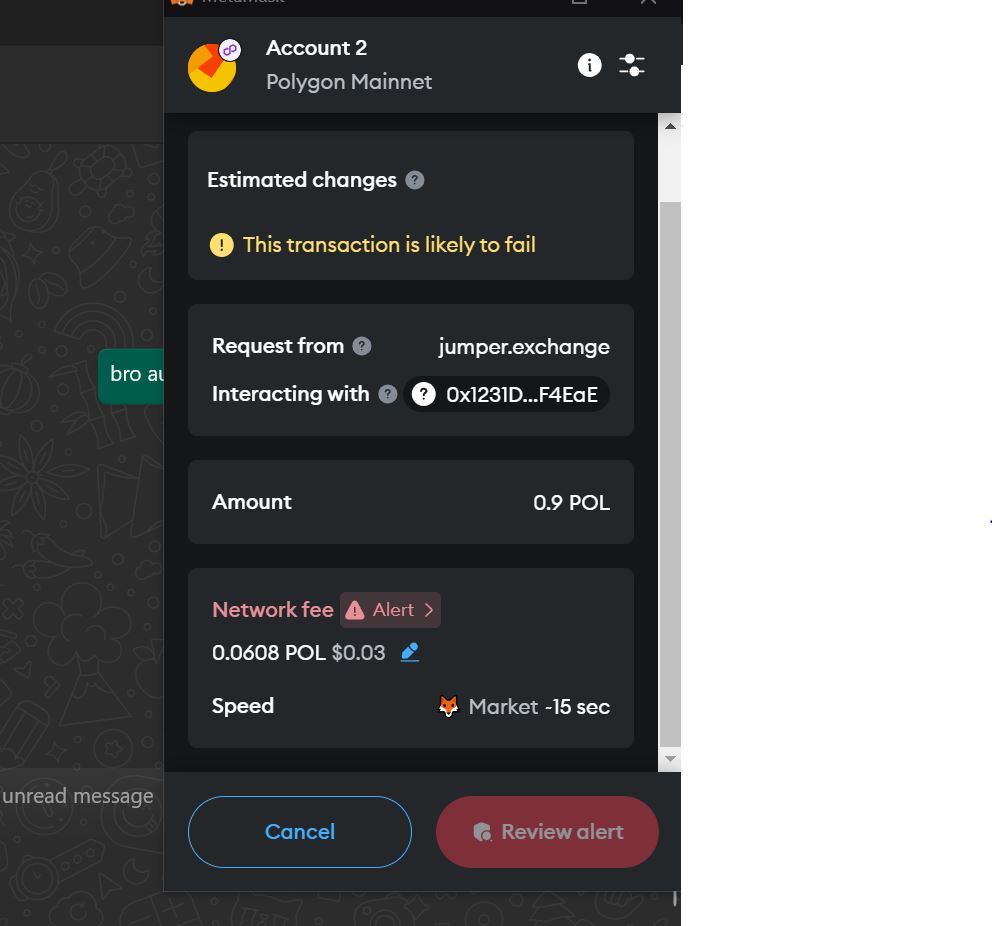 MetaMask
Account 2
Polygon Mainnet
Estimated changes
This transaction is likely to fail
Request from
jumper.exchange
Interacting with
0x1231D...F4EaE
bro
Amount
0.9 POL
Network fee
Alert
0.0608 POL $0.03
Speed
Market ~15 sec
unread message
Cancel
Review alert